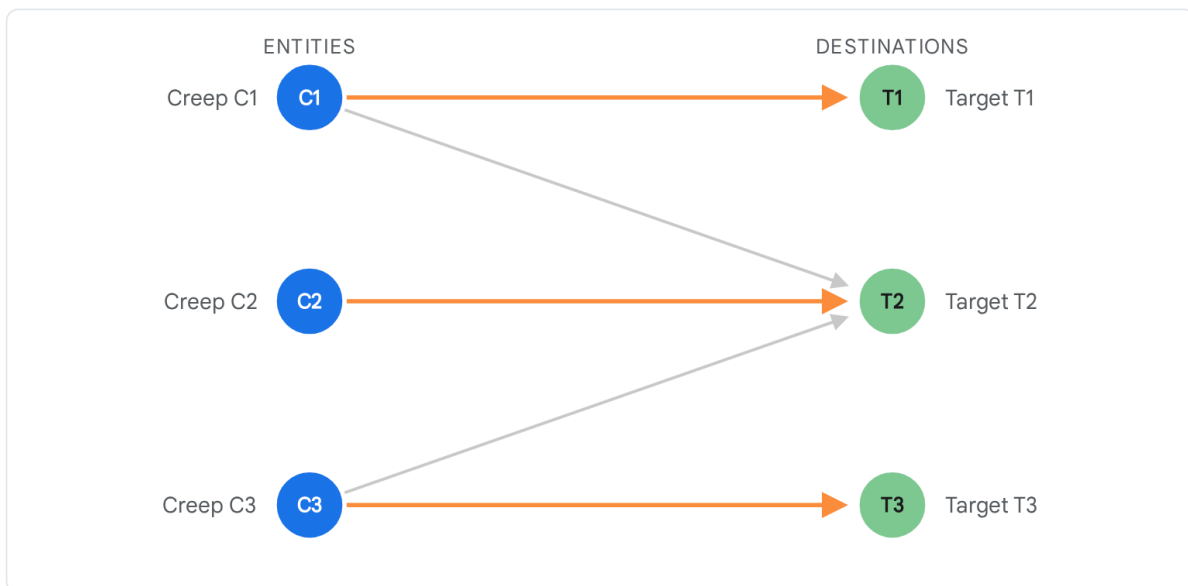 ENTITIES DESTINATIONS
Creep C1 C1 T1 Target T1
Creep C2 C2 T2 Target T2
Creep C3 C3 T3 Target T3